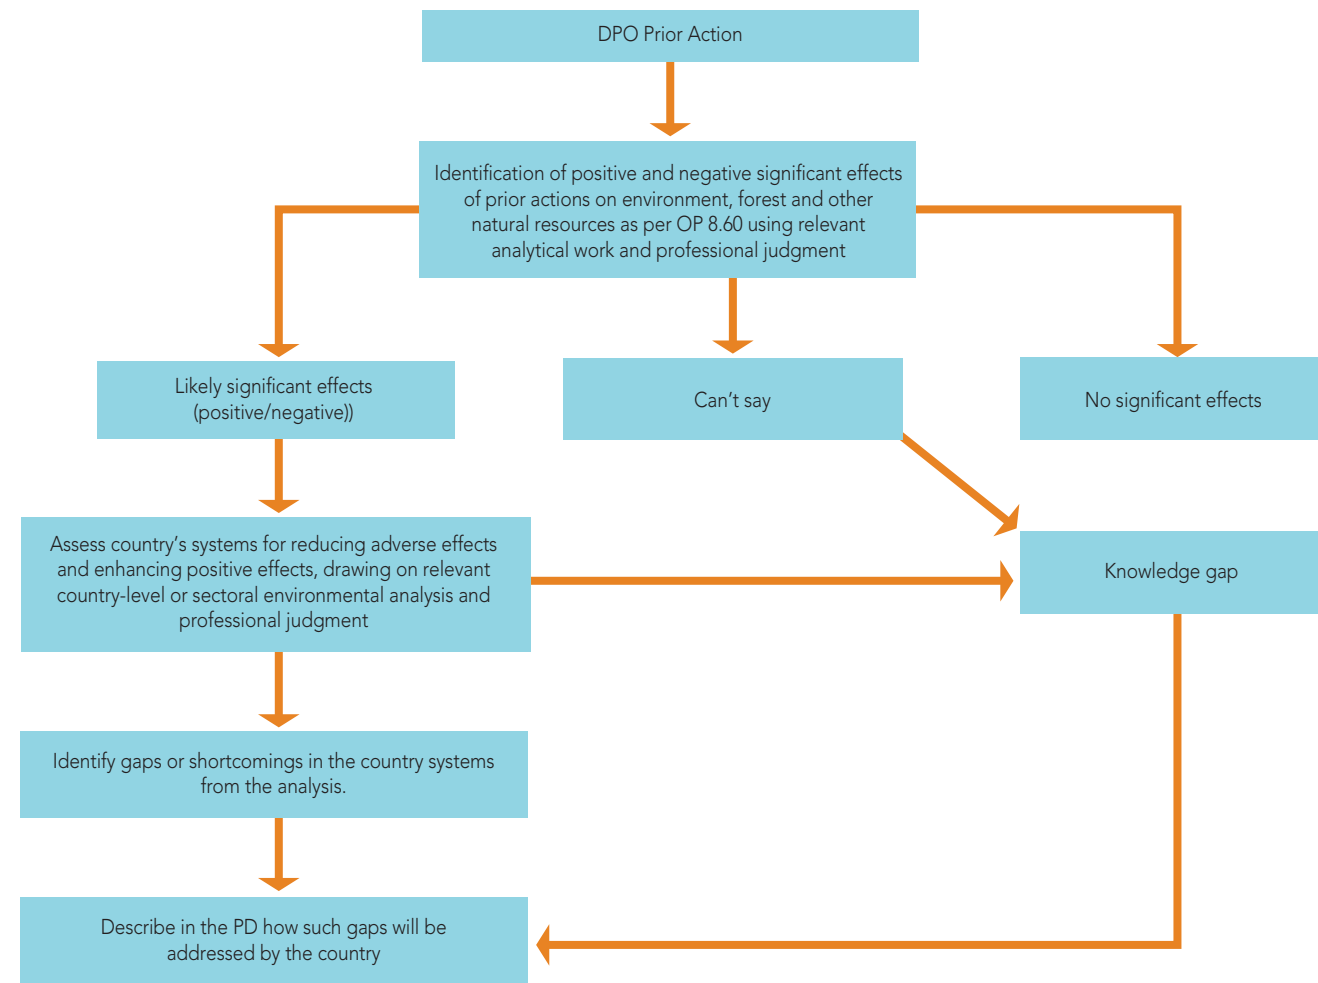 DPO Prior Action
Identification of positive and negative significant effects
of prior actions on environment, forest and other
natural resources as per OP 8.60 using relevant
analytical work and professional judgment
Likely significant effects
(positive/negative))
Can't say
No significant effects
Assess country's systems for reducing adverse effects
and enhancing positive effects, drawing on relevant
country-level or sectoral environmental analysis and
professional judgment
Knowledge gap
Identify gaps or shortcomings in the country systems
from the analysis.
Describe in the PD how such gaps will be
addressed by the country